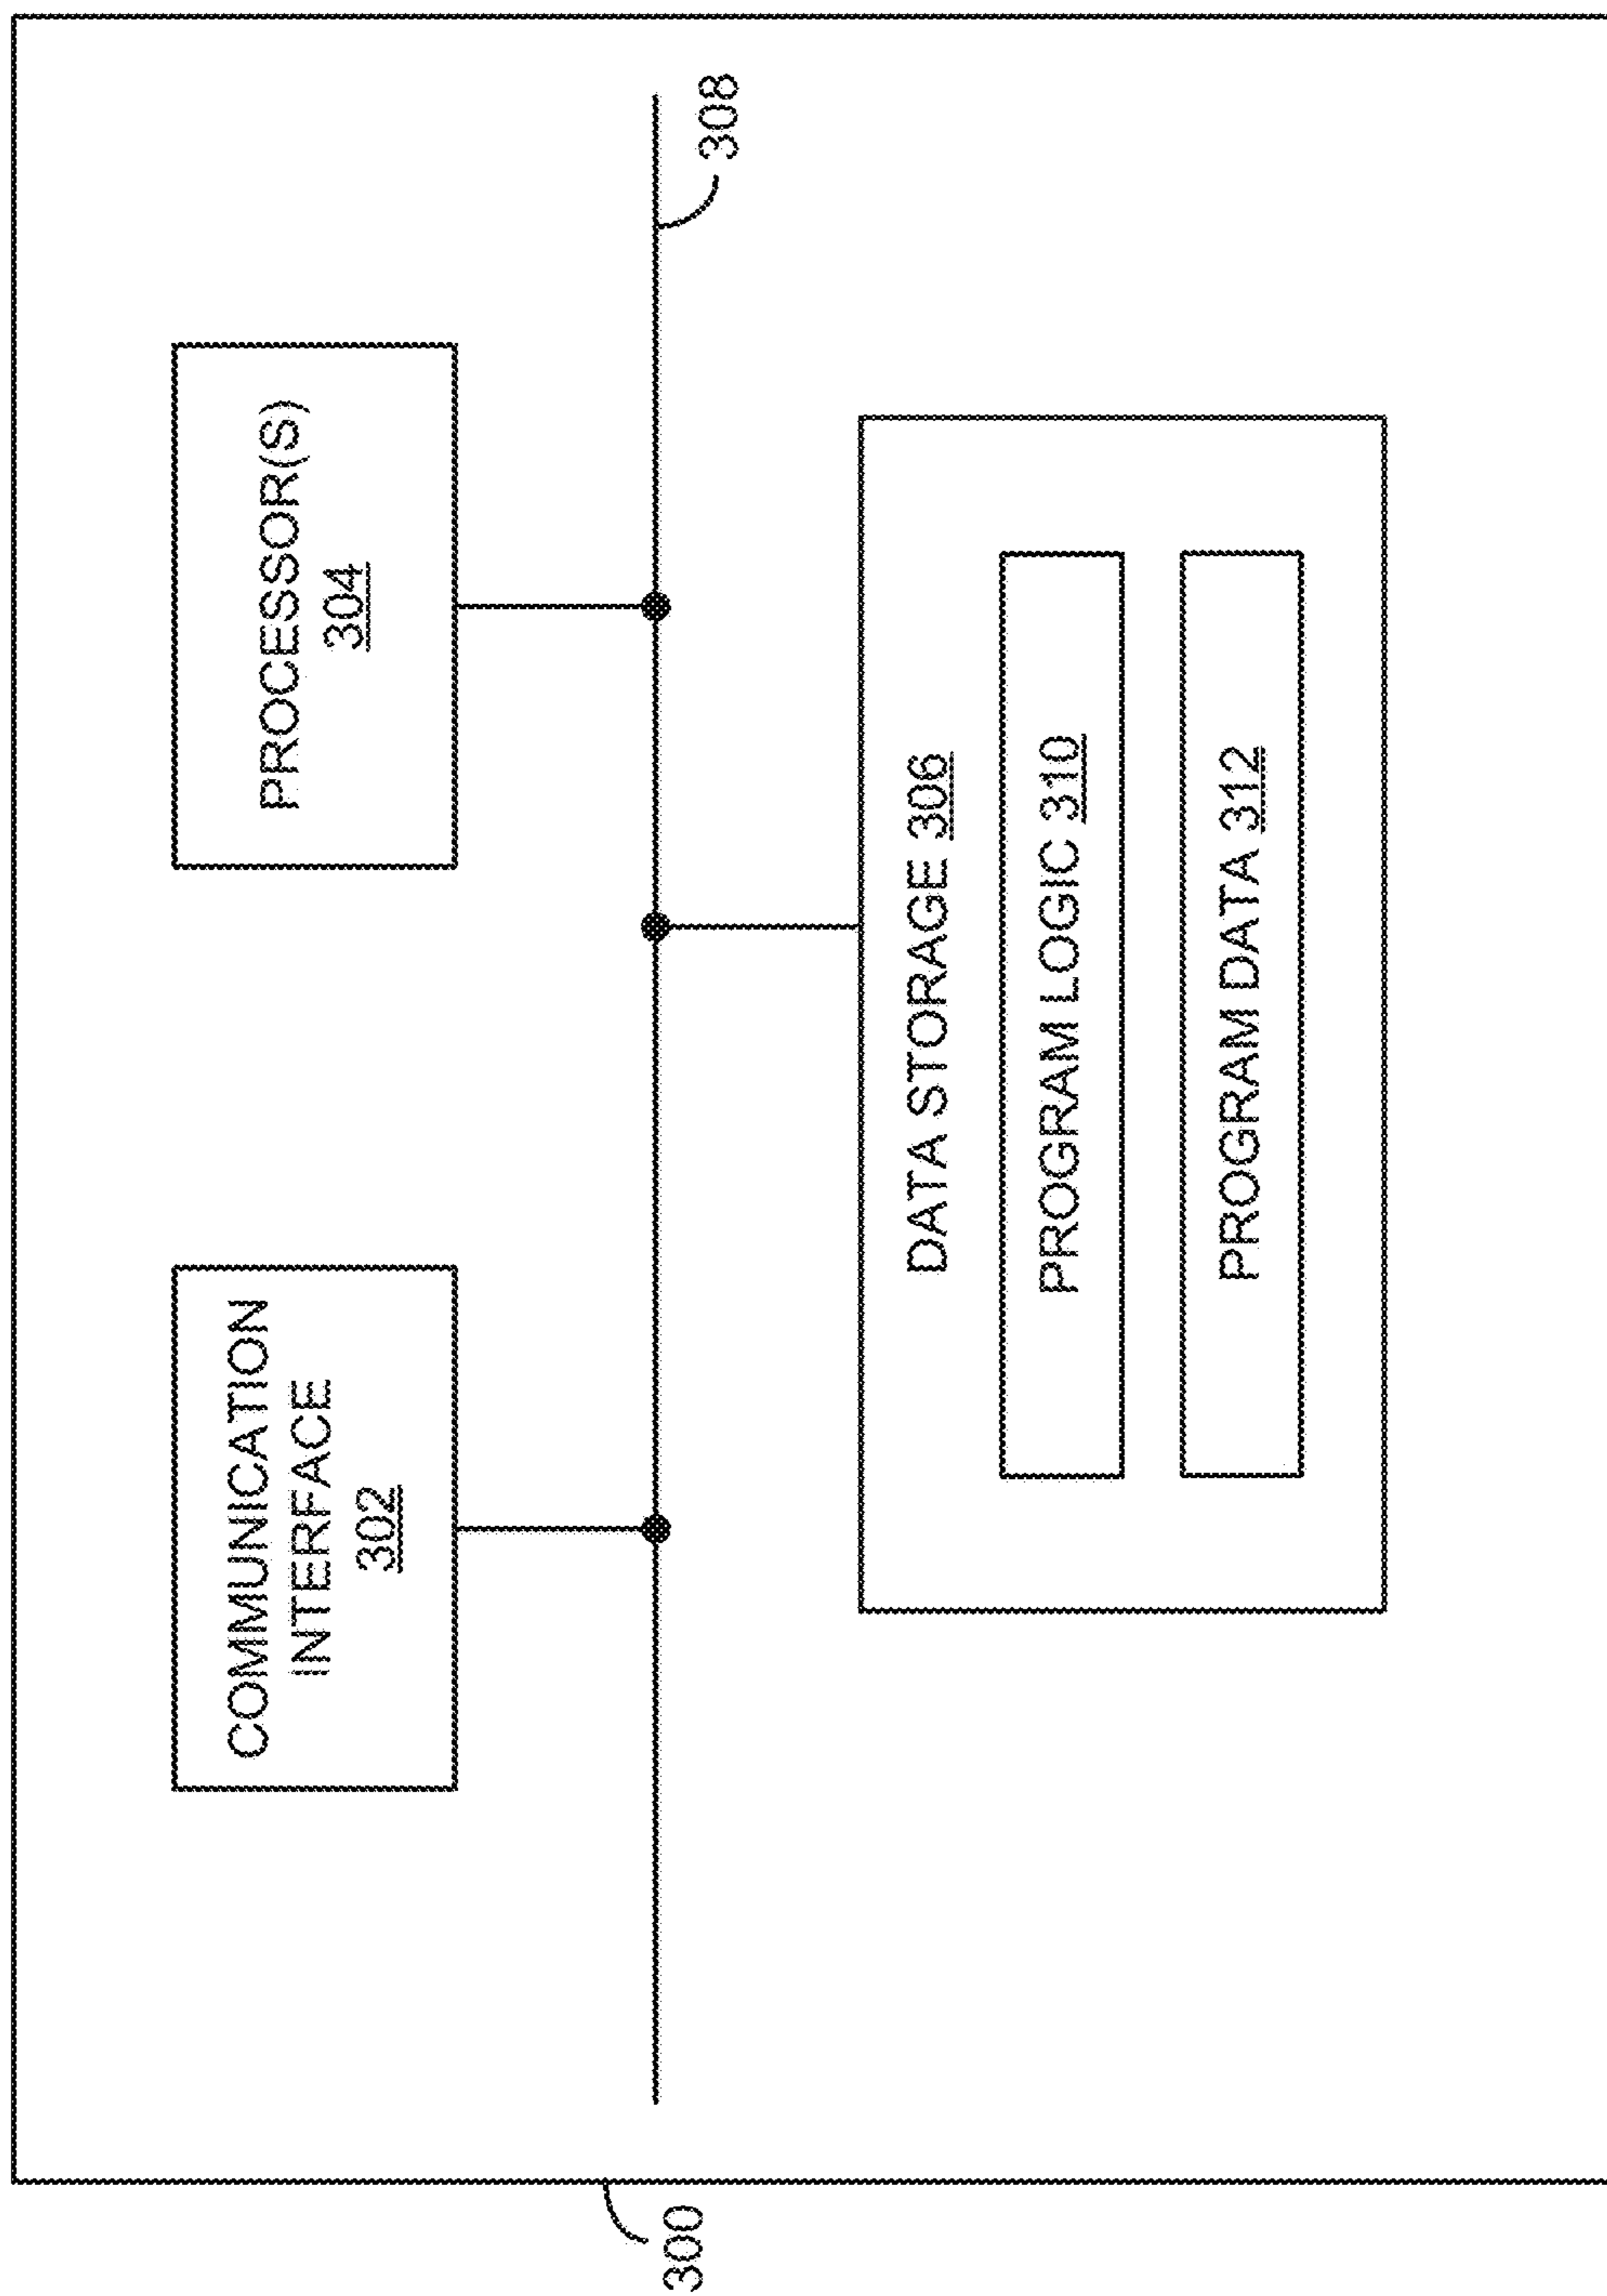 COMMUNICATION
INTERFACE
302
PROCESSOR(S)
304
308
300
DATA STORAGE 306
PROGRAM LOGIC 310
PROGRAM DATA 312